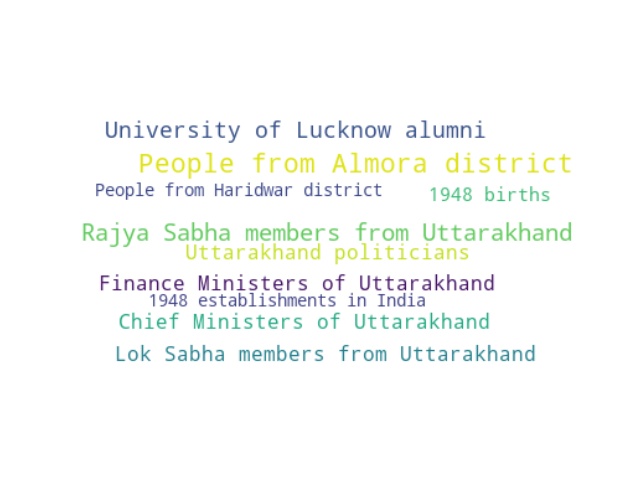 University of Lucknow alumni
People from Almora district
People from Haridwar district
1948 births
Rajya Sabha members from Uttarakhand
Uttarakhand politicians
Finance Ministers of Uttarakhand
1948 establishments in India
Chief Ministers of Uttarakhand
Lok Sabha members from Uttarakhand